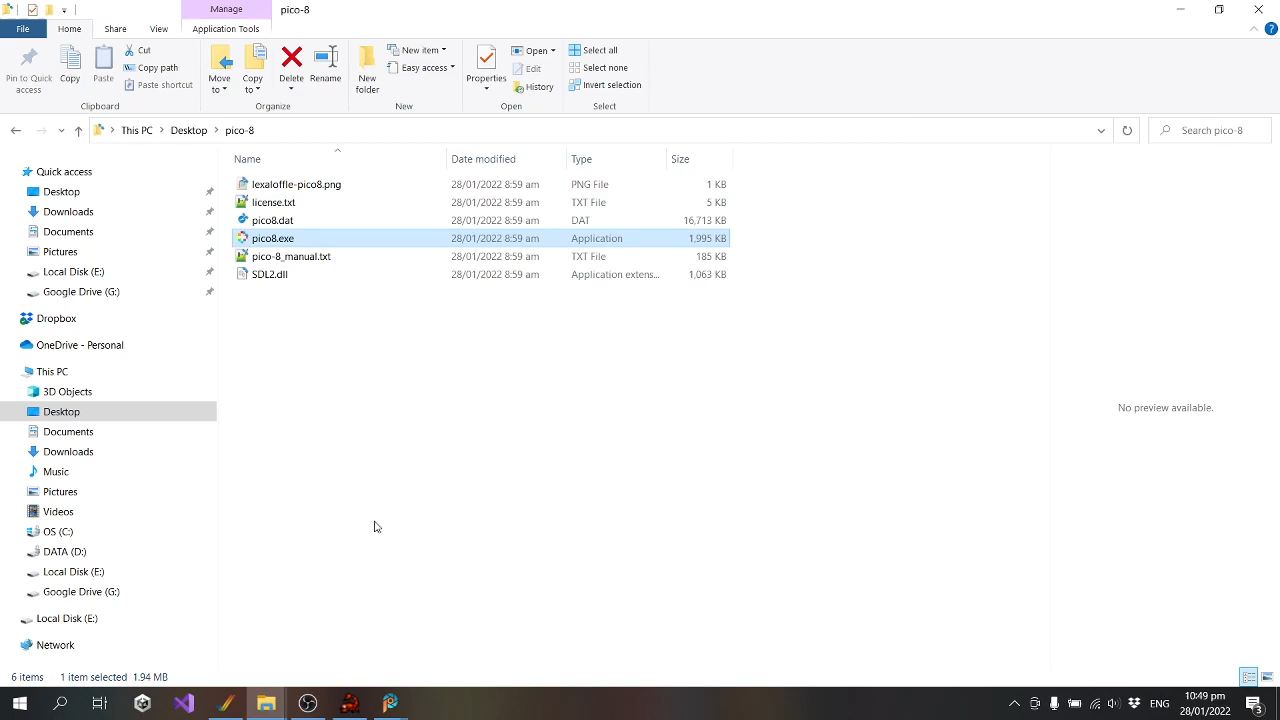 Manage
pico-8
File
Home
Share
View
Application Tools
Pin to Quick access
Copy
Paste
Cut
Copy path
Paste shortcut
Clipboard
Move to
Copy to
Delete
Rename
Organize
New folder
New item
Easy access
New
Properties
Open
Edit
History
Open
Select all
Select none
Invert selection
Select
This PC
Desktop
pico-8
Search pico-8
Name
Date modified
Type
Size
lexaloffle-pico8.png 28/01/2022 8:59 am PNG File 1 KB
license.txt 28/01/2022 8:59 am TXT File 5 KB
pico8.dat 28/01/2022 8:59 am DAT 16,713 KB
pico8.exe 28/01/2022 8:59 am Application 1,995 KB
pico-8_manual.txt 28/01/2022 8:59 am TXT File 185 KB
SDL2.dll 28/01/2022 8:59 am Application extens... 1,063 KB
Quick access
Desktop
Downloads
Documents
Pictures
Local Disk (E:)
Google Drive (G:)
Dropbox
OneDrive - Personal
This PC
3D Objects
Desktop
Documents
Downloads
Music
Pictures
Videos
OS (C:)
DATA (D:)
Local Disk (E:)
Google Drive (G:)
Local Disk (E:)
Network
No preview available.
6 items 1 item selected 1.94 MB
ENG
10:49 pm
28/01/2022
3